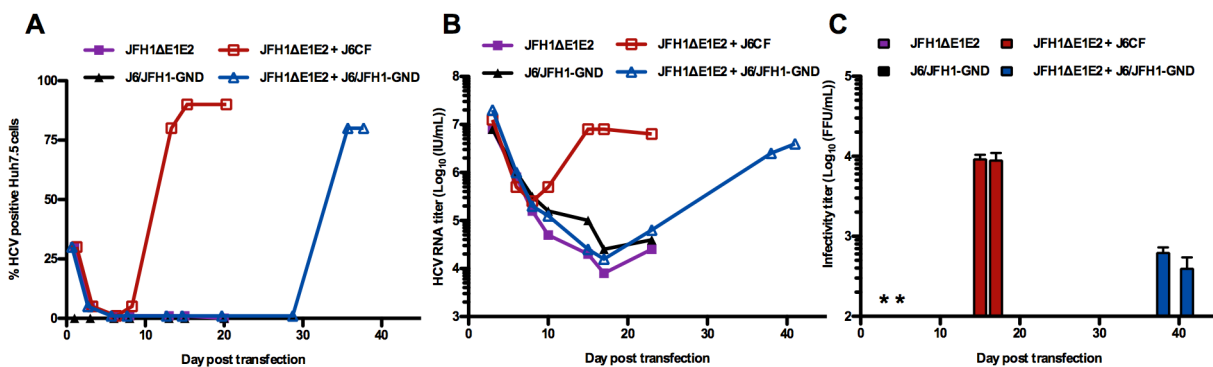 A
JFH1ΔE1E2
JFH1ΔE1E2 + J6CF
J6/JFH1-GND
JFH1ΔE1E2 + J6/JFH1-GND
% HCV positive Huh7.5 cells
100
75
50
25
0
0 10 20 30 40
Day post transfection
B
JFH1ΔE1E2
JFH1ΔE1E2 + J6CF
J6/JFH1-GND
JFH1ΔE1E2 + J6/JFH1-GND
HCV RNA titer (Log10 (IU/mL))
8
7
6
5
4
3
0 10 20 30 40
Day post transfection
C
JFH1ΔE1E2
JFH1ΔE1E2 + J6CF
J6/JFH1-GND
JFH1ΔE1E2 + J6/JFH1-GND
Infectivity titer (Log10 (FFU/mL))
5
4
3
2
* *
10 20 30 40
Day post transfection